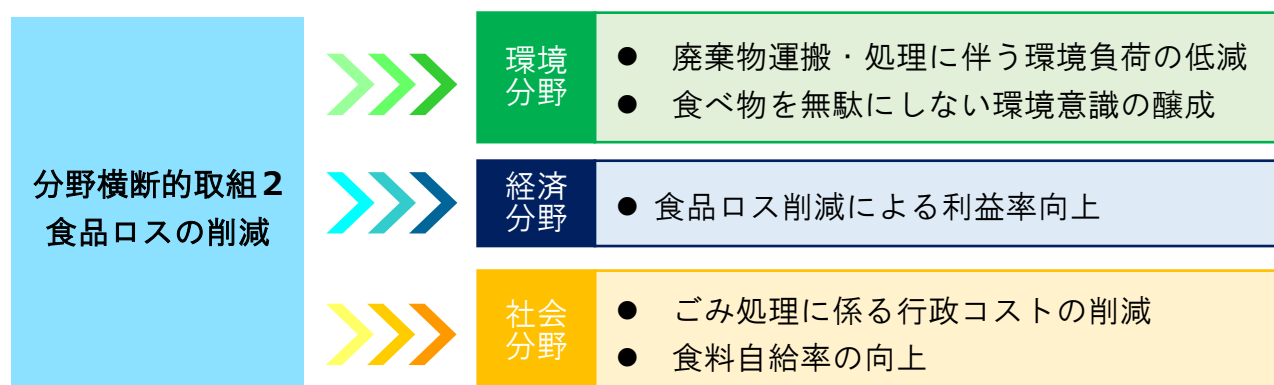 分野横断的取組2
食品ロスの削減
環境
分野
● 廃棄物運搬・処理に伴う環境負荷の低減
● 食べ物を無駄にしない環境意識の醸成
経済
分野
● 食品ロス削減による利益率向上
社会
分野
● ごみ処理に係る行政コストの削減
● 食料自給率の向上